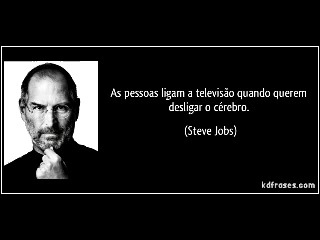 As pessoas ligam a televisão quando querem
desligar o cérebro.
(Steve Jobs)
kdfrases.com